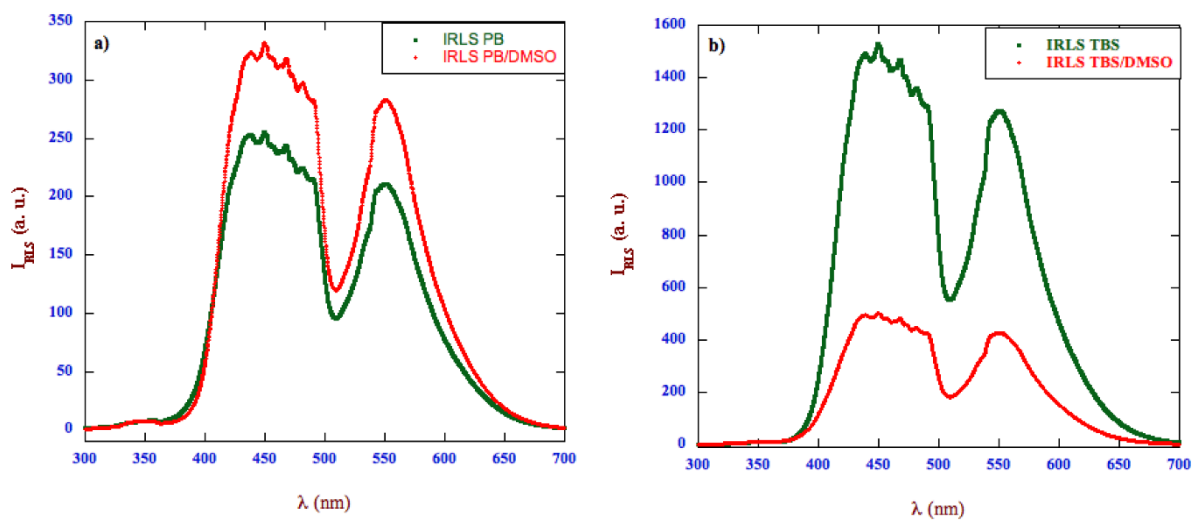 a)
IRLS PB
IRLS PB/DMSO
350
300
250
200
150
100
50
0
I_RLS (a. u.)
300 350 400 450 500 550 600 650 700
λ (nm)
b)
IRLS TBS
IRLS TBS/DMSO
1600
1400
1200
1000
800
600
400
200
0
I_RLS (a. u.)
300 350 400 450 500 550 600 650 700
λ (nm)